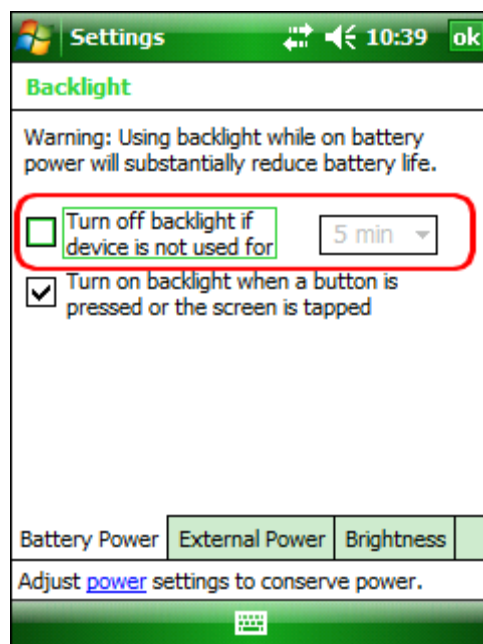 Settings 10:39 ok
Backlight
Warning: Using backlight while on battery
power will substantially reduce battery life.
Turn off backlight if
device is not used for 5 min
Turn on backlight when a button is
pressed or the screen is tapped
Battery Power External Power Brightness
Adjust power settings to conserve power.